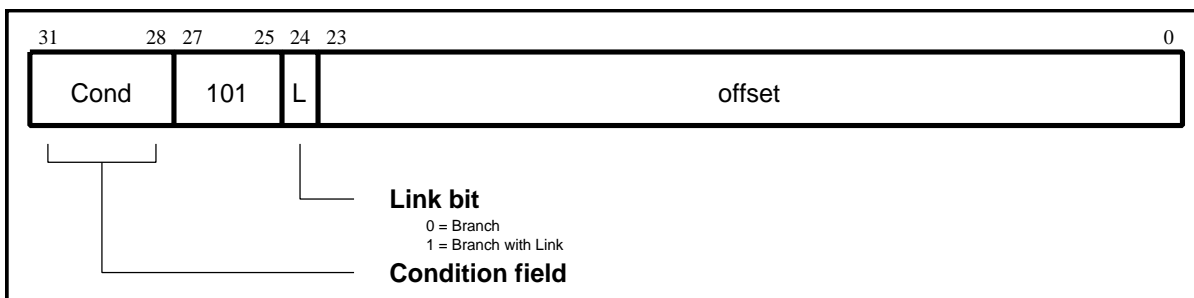 31 28 27 25 24 23 0
Cond 101 L offset
Link bit
0 = Branch
1 = Branch with Link
Condition field